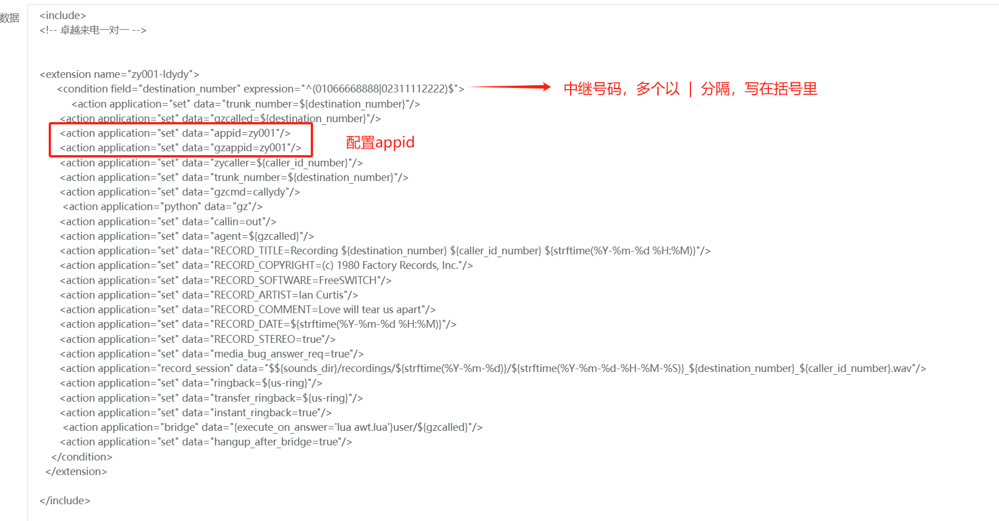 数据
<include>
<!-- 卓越来电一对一 -->
<extension name="zy001-ldydy">
<condition field="destination_number" expression="^(01066668888|02311112222)$">
中继号码，多个以 | 分隔，写在括号里
<action application="set" data="trunk_number=${destination_number}"/>
<action application="set" data="gzcalled=${destination_number}"/>
<action application="set" data="appid=zy001"/>
配置appid
<action application="set" data="gzappid=zy001"/>
<action application="set" data="zycaller=${caller_id_number}"/>
<action application="set" data="trunk_number=${destination_number}"/>
<action application="set" data="gzcmd=callydy"/>
<action application="python" data="gz"/>
<action application="set" data="callin=out"/>
<action application="set" data="agent=${gzcalled}"/>
<action application="set" data="RECORD_TITLE=Recording ${destination_number} ${caller_id_number} ${strftime(%Y-%m-%d %H:%M)}"/>
<action application="set" data="RECORD_COPYRIGHT=(c) 1980 Factory Records, Inc."/>
<action application="set" data="RECORD_SOFTWARE=FreeSWITCH"/>
<action application="set" data="RECORD_ARTIST=Ian Curtis"/>
<action application="set" data="RECORD_COMMENT=Love will tear us apart"/>
<action application="set" data="RECORD_DATE=${strftime(%Y-%m-%d %H:%M)}"/>
<action application="set" data="RECORD_STEREO=true"/>
<action application="set" data="media_bug_answer_req=true"/>
<action application="record_session" data="$${sounds_dir}/recordings/${strftime(%Y-%m-%d)}/${strftime(%Y-%m-%d-%H-%M-%S)}_${destination_number}_${caller_id_number}.wav"/>
<action application="set" data="ringback=${us-ring}"/>
<action application="set" data="transfer_ringback=${us-ring}"/>
<action application="set" data="instant_ringback=true"/>
<action application="bridge" data="{execute_on_answer='lua awt.lua'}user/${gzcalled}"/>
<action application="set" data="hangup_after_bridge=true"/>
</condition>
</extension>
</include>